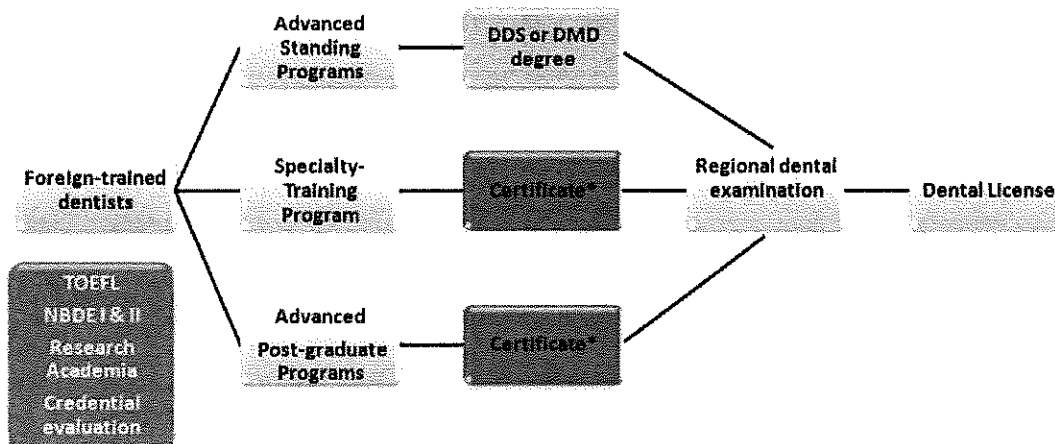 Advanced
Standing
Programs
DDS or DMD
degree
Foreign-trained
dentists
Specialty-
Training
Program
Certificate*
Regional dental
examination
Dental License
TOEFL
NBDE I & II
Research
Academia
Credential
evaluation
Advanced
Post-graduate
Programs
Certificate*